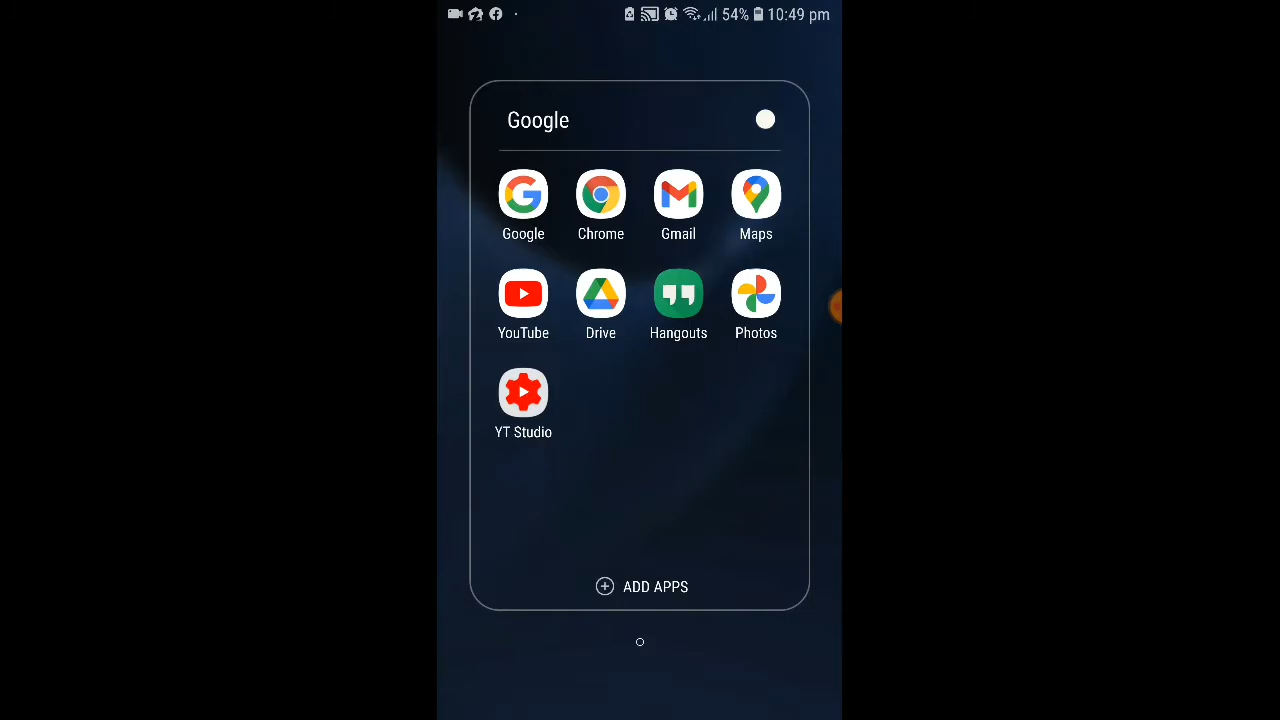 54% 10:49 pm
Google
Google Chrome Gmail Maps
YouTube Drive Hangouts Photos
YT Studio
ADD APPS